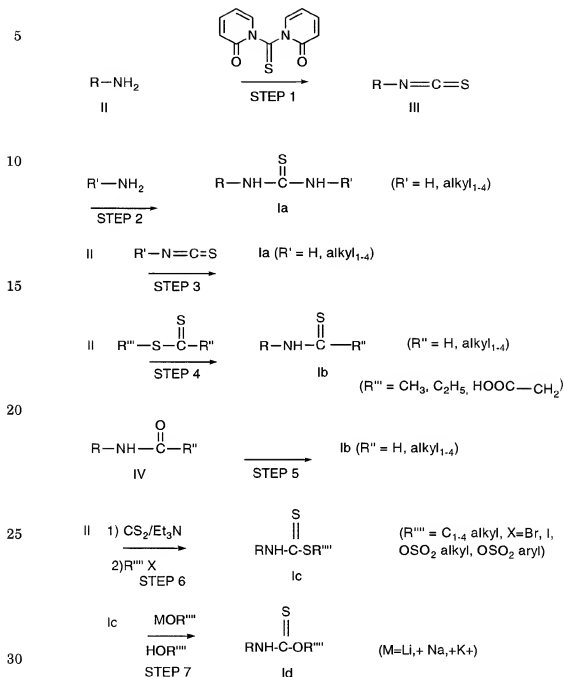 5
N N
O S O
R—NH2 R—N=C=S
STEP 1
II III
10
S
R'—NH2 R—NH—C—NH—R' (R' = H, alkyl1-4)
STEP 2 Ia
II R'—N=C=S Ia (R' = H, alkyl1-4)
STEP 3
15
S S
II R'''—S—C—R'' R—NH—C—R'' (R'' = H, alkyl1-4)
STEP 4 Ib
(R''' = CH3, C2H5, HOOC—CH2)
20
O
R—NH—C—R'' Ib (R'' = H, alkyl1-4)
IV STEP 5
S
25
II 1) CS2/Et3N RNH-C-SR'''' (R'''' = C1-4 alkyl, X=Br, I,
2)R'''' X OSO2 alkyl, OSO2 aryl)
STEP 6 Ic
S
Ic MOR''''
HOR'''' RNH-C-OR'''' (M=Li,+ Na,+K+)
30
STEP 7 Id